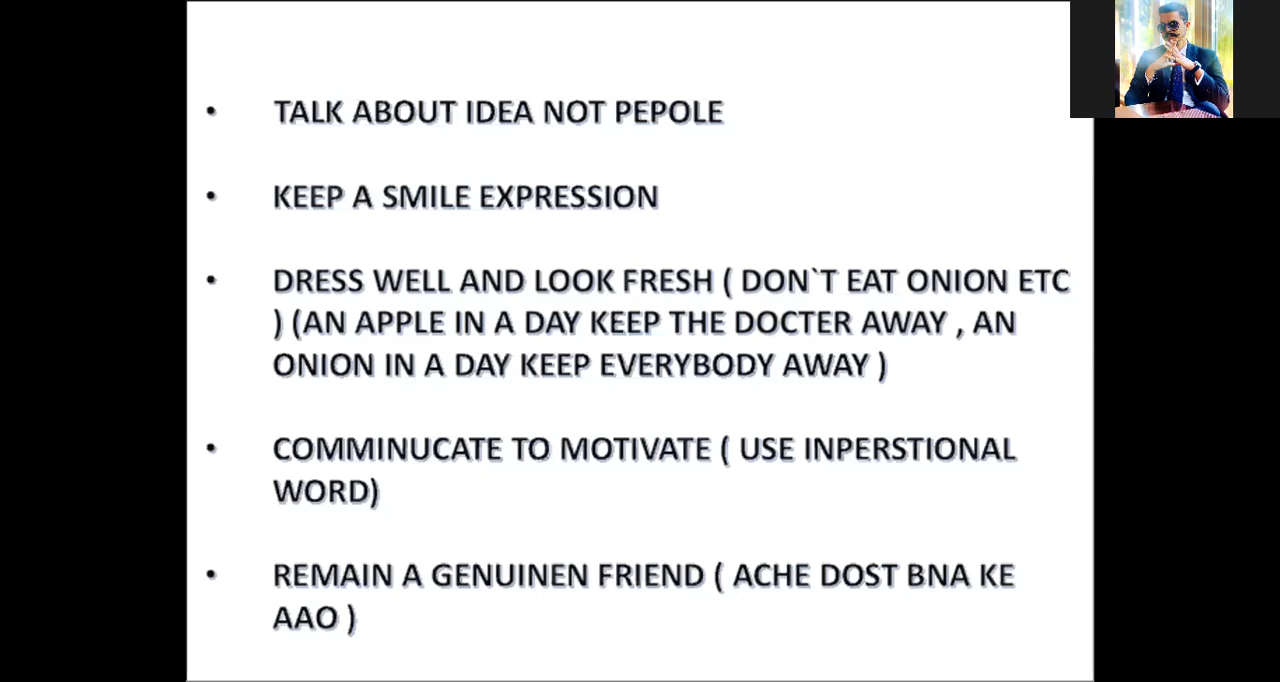 • TALK ABOUT IDEA NOT PEPOLE
• KEEP A SMILE EXPRESSION
• DRESS WELL AND LOOK FRESH ( DON`T EAT ONION ETC
) (AN APPLE IN A DAY KEEP THE DOCTER AWAY , AN
ONION IN A DAY KEEP EVERYBODY AWAY )
• COMMINUCATE TO MOTIVATE ( USE INPERSTIONAL
WORD)
• REMAIN A GENUINEN FRIEND ( ACHE DOST BNA KE
AAO )